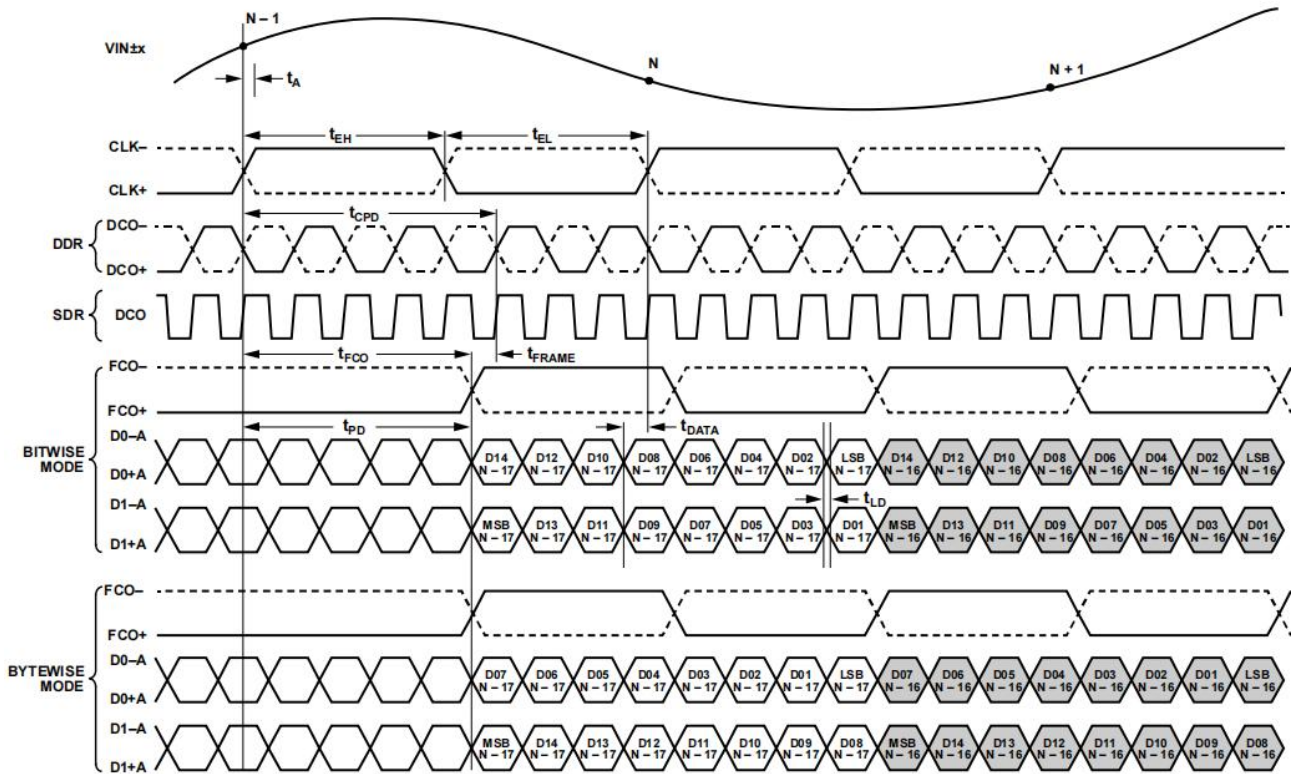 N – 1
VIN±x
tA
N
N + 1
tEH
tEL
CLK–
CLK+
tCPD
DDR
DCO–
DCO+
SDR
DCO
tFCO
tFRAME
FCO–
FCO+
tPD
tDATA
BITWISE
MODE
D0–A
D0+A
D14 D12 D10 D08 D06 D04 D02 LSB D14 D12 D10 D08 D06 D04 D02 LSB
N – 17 N – 17 N – 17 N – 17 N – 17 N – 17 N – 17 N – 17 N – 16 N – 16 N – 16 N – 16 N – 16 N – 16 N – 16 N – 16
tLD
D1–A
D1+A
MSB D13 D11 D09 D07 D05 D03 D01 MSB D13 D11 D09 D07 D05 D03 D01
N – 17 N – 17 N – 17 N – 17 N – 17 N – 17 N – 17 N – 17 N – 16 N – 16 N – 16 N – 16 N – 16 N – 16 N – 16 N – 16
FCO–
FCO+
BYTEWISE
MODE
D0–A
D0+A
D07 D06 D05 D04 D03 D02 D01 LSB D07 D06 D05 D04 D03 D02 D01 LSB
N – 17 N – 17 N – 17 N – 17 N – 17 N – 17 N – 17 N – 17 N – 16 N – 16 N – 16 N – 16 N – 16 N – 16 N – 16 N – 16
D1–A
D1+A
MSB D14 D13 D12 D11 D10 D09 D08 MSB D14 D13 D12 D11 D10 D09 D08
N – 17 N – 17 N – 17 N – 17 N – 17 N – 17 N – 17 N – 17 N – 16 N – 16 N – 16 N – 16 N – 16 N – 16 N – 16 N – 16